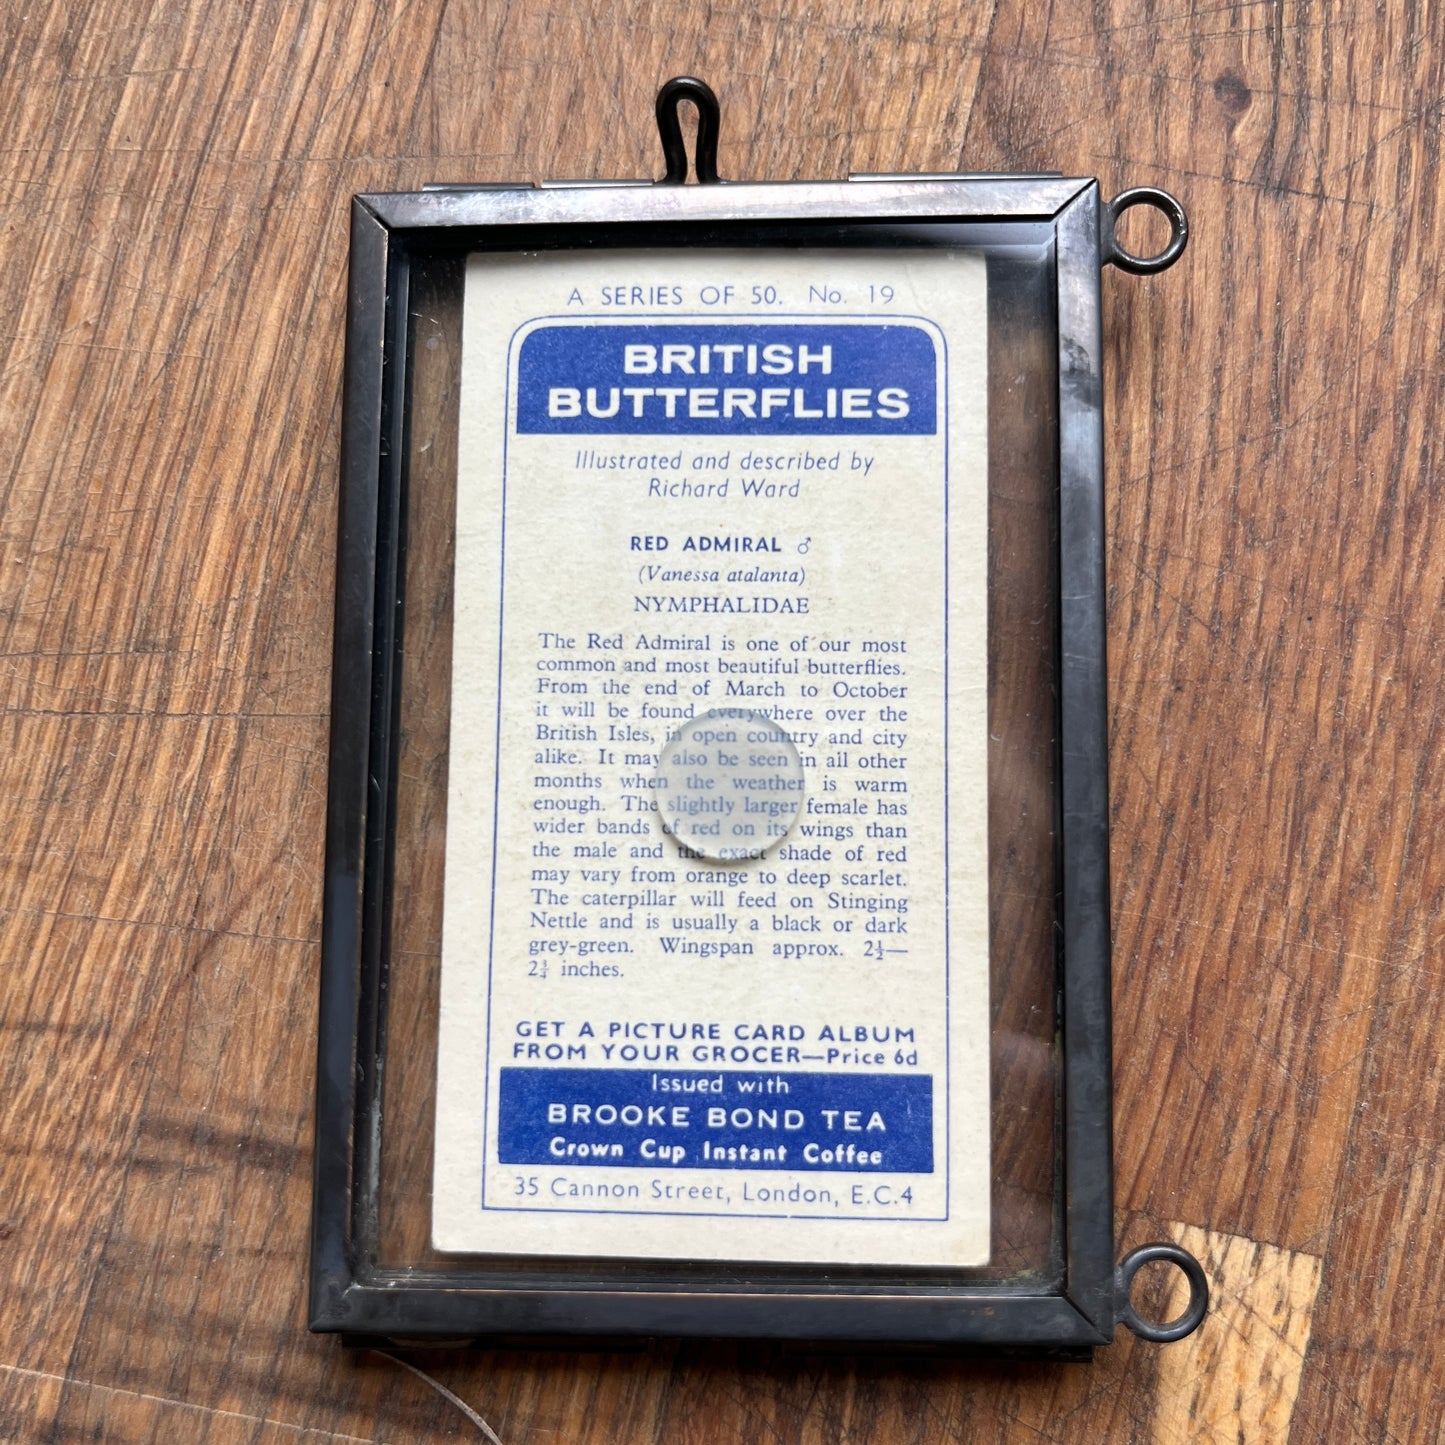 A SERIES OF 50. No. 19
BRITISH
BUTTERFLIES
Illustrated and described by
Richard Ward
RED ADMIRAL ♂
(Vanessa atalanta)
NYMPHALIDAE
The Red Admiral is one of our most
common and most beautiful butterflies.
From the end of March to October
it will be found everywhere over the
British Isles, in open country and city
alike. It may also be seen in all other
months when the weather is warm
enough. The slightly larger female has
wider bands of red on its wings than
the male and the exact shade of red
may vary from orange to deep scarlet.
The caterpillar will feed on Stinging
Nettle and is usually a black or dark
grey-green. Wingspan approx. 2½—
2¾ inches.
GET A PICTURE CARD ALBUM
FROM YOUR GROCER—Price 6d
Issued with
BROOKE BOND TEA
Crown Cup Instant Coffee
35 Cannon Street, London, E.C.4